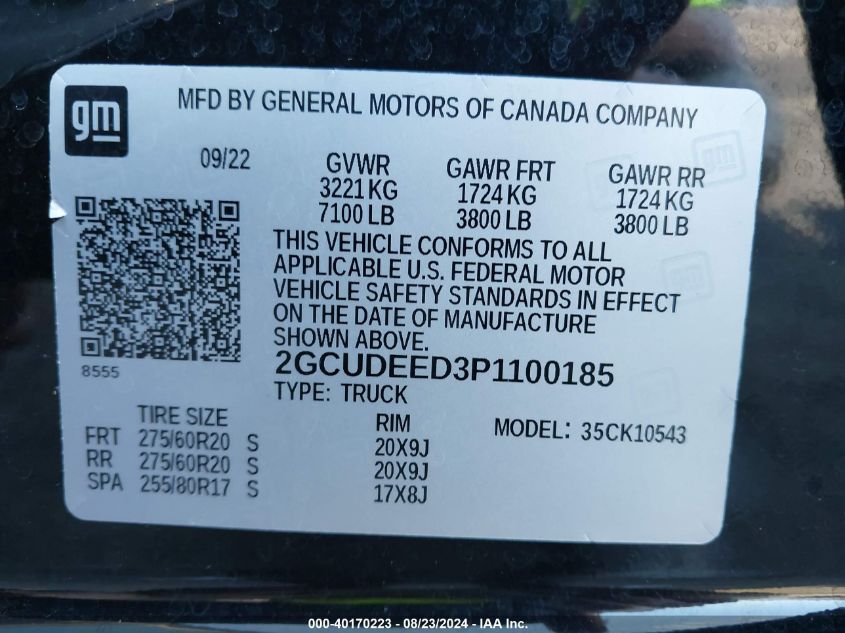 gm
MFD BY GENERAL MOTORS OF CANADA COMPANY
09/22
GVWR
3221 KG
7100 LB
GAWR FRT
1724 KG
3800 LB
GAWR RR
1724 KG
3800 LB
THIS VEHICLE CONFORMS TO ALL
APPLICABLE U.S. FEDERAL MOTOR
VEHICLE SAFETY STANDARDS IN EFFECT
ON THE DATE OF MANUFACTURE
SHOWN ABOVE.
8555
2GCUDEED3P1100185
TYPE: TRUCK
TIRE SIZE
RIM
MODEL: 35CK10543
FRT 275/60R20 S 20X9J
RR 275/60R20 S 20X9J
SPA 255/80R17 S 17X8J
000-40170223 - 08/23/2024 - IAA Inc.